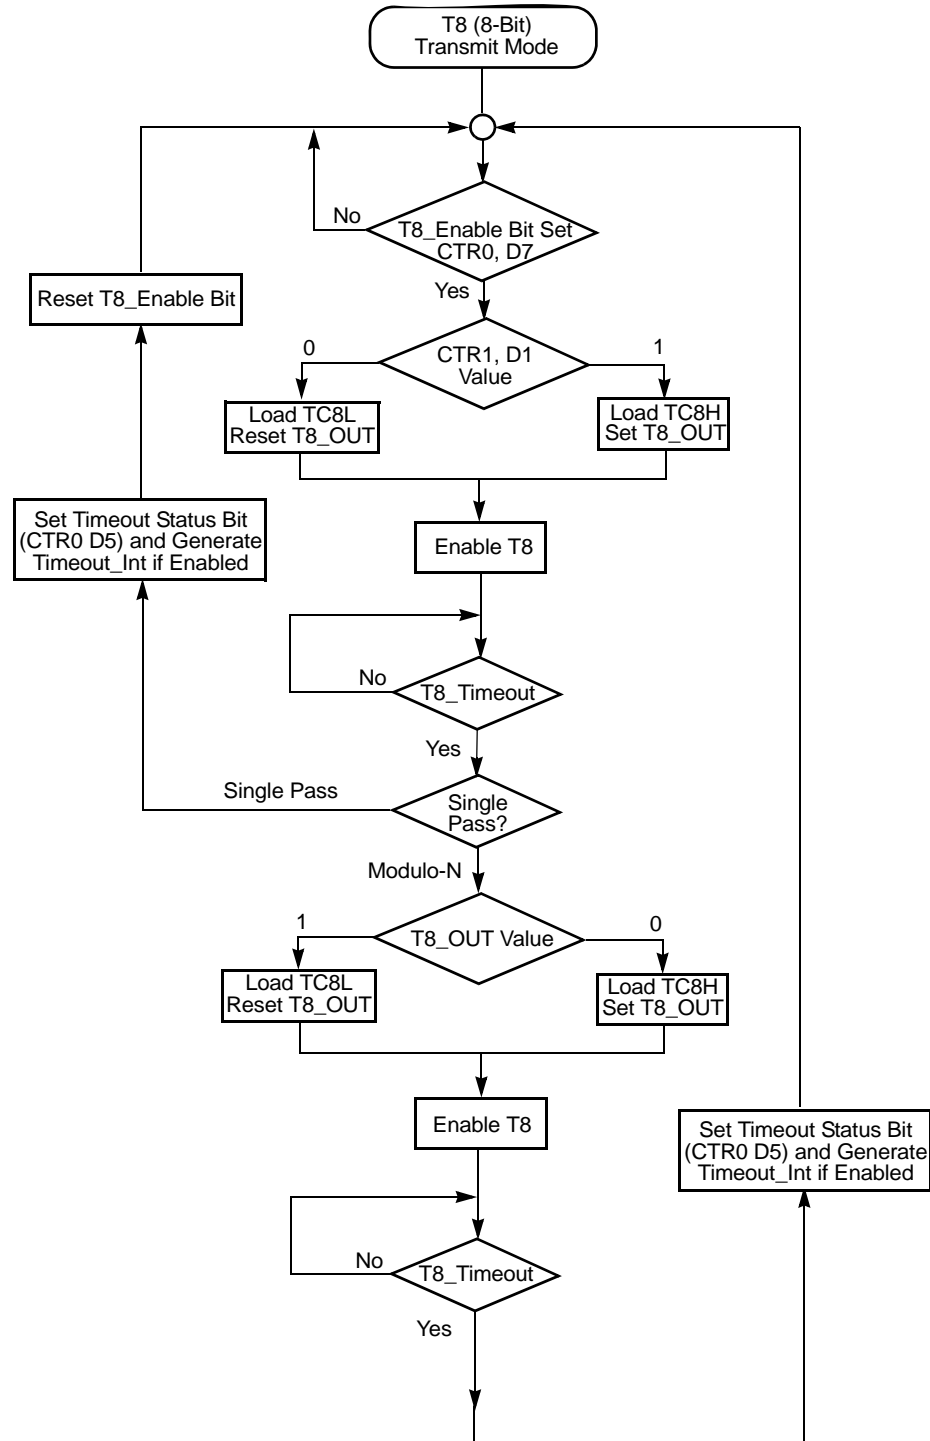 T8 (8-Bit)
Transmit Mode
No
T8_Enable Bit Set
CTR0, D7
Yes
Reset T8_Enable Bit
0
CTR1, D1
Value
1
Load TC8L
Reset T8_OUT
Load TC8H
Set T8_OUT
Set Timeout Status Bit
(CTR0 D5) and Generate
Timeout_Int if Enabled
Enable T8
No
T8_Timeout
Yes
Single Pass
Single
Pass?
Modulo-N
1
T8_OUT Value
0
Load TC8L
Reset T8_OUT
Load TC8H
Set T8_OUT
Enable T8
Set Timeout Status Bit
(CTR0 D5) and Generate
Timeout_Int if Enabled
No
T8_Timeout
Yes